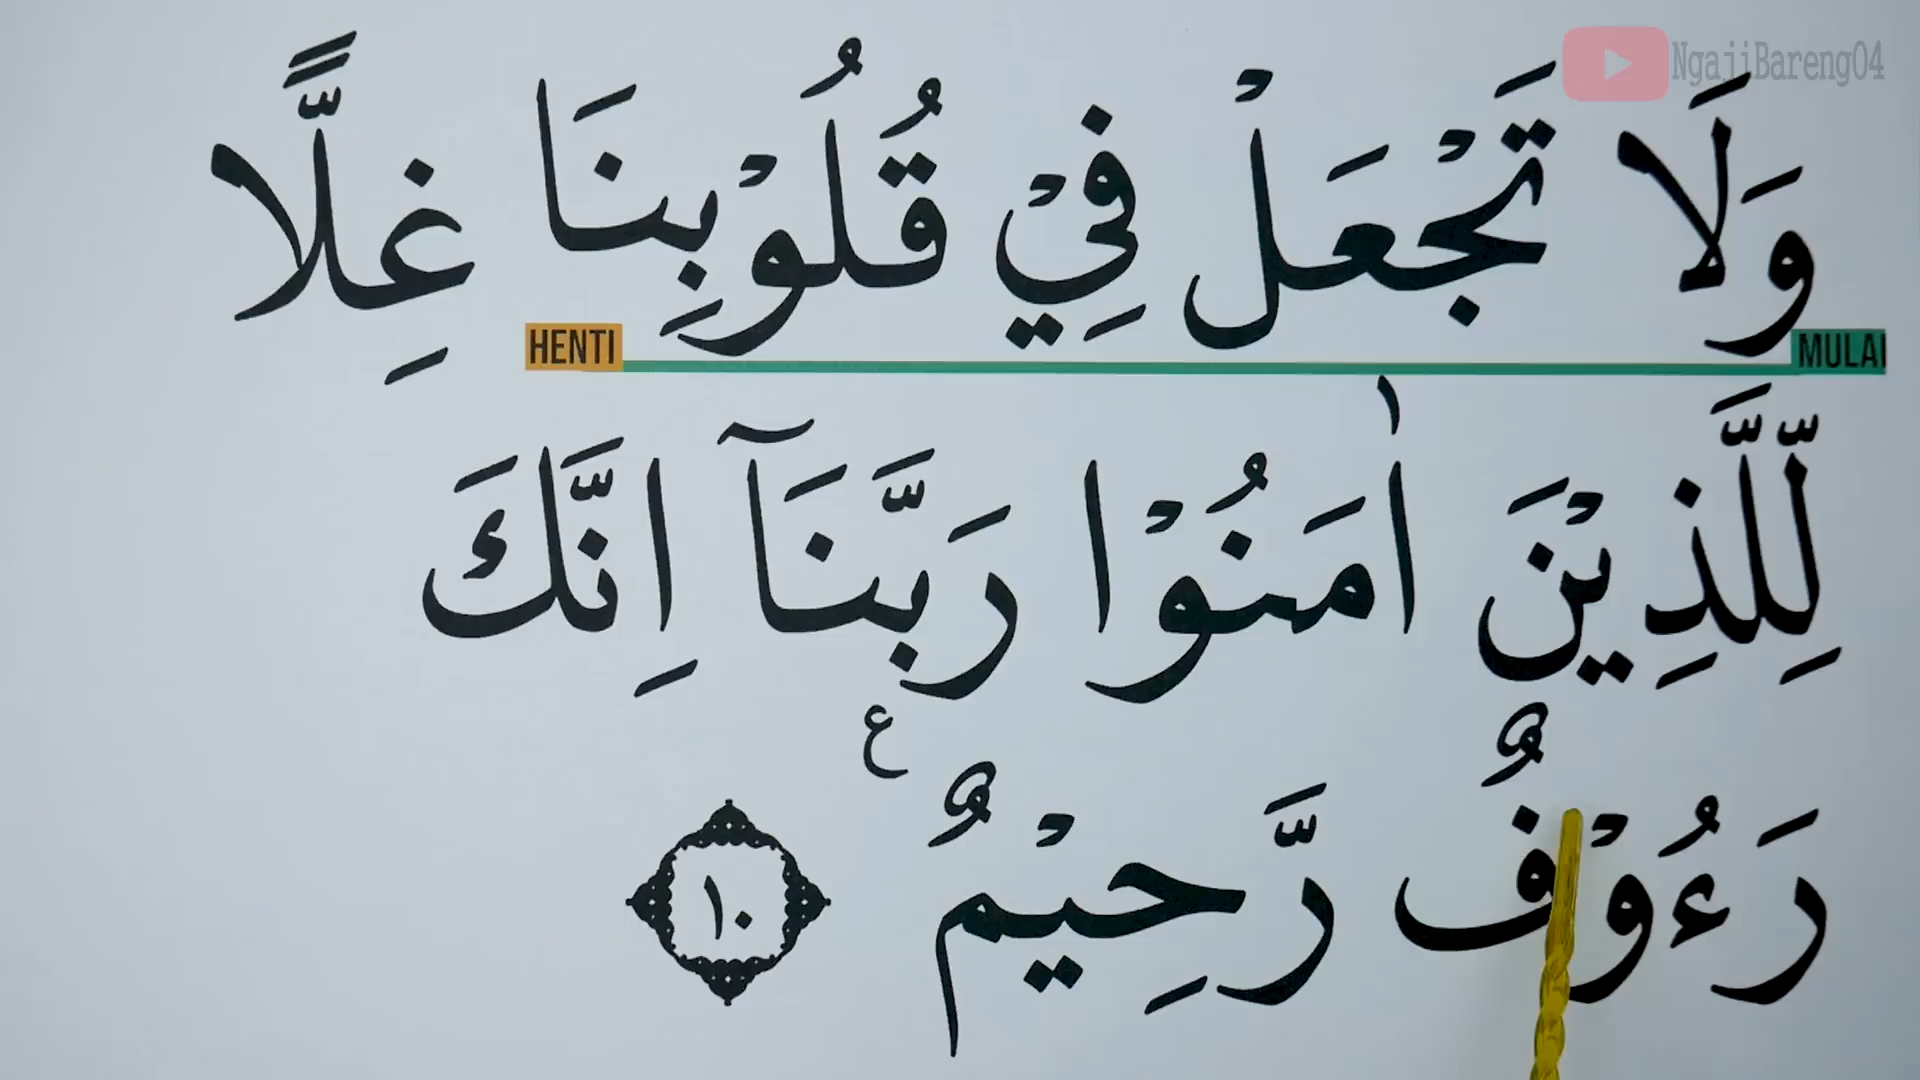 NgajiBareng04
وَلَا تَجْعَلْ فِيْ قُلُوْبِنَا غِلًّا
HENTI MULAI
لِّلَّذِيْنَ اٰمَنُوْا رَبَّنَآ اِنَّكَ
رَءُوْفٌ رَّحِيْمٌ ࣖ ١٠